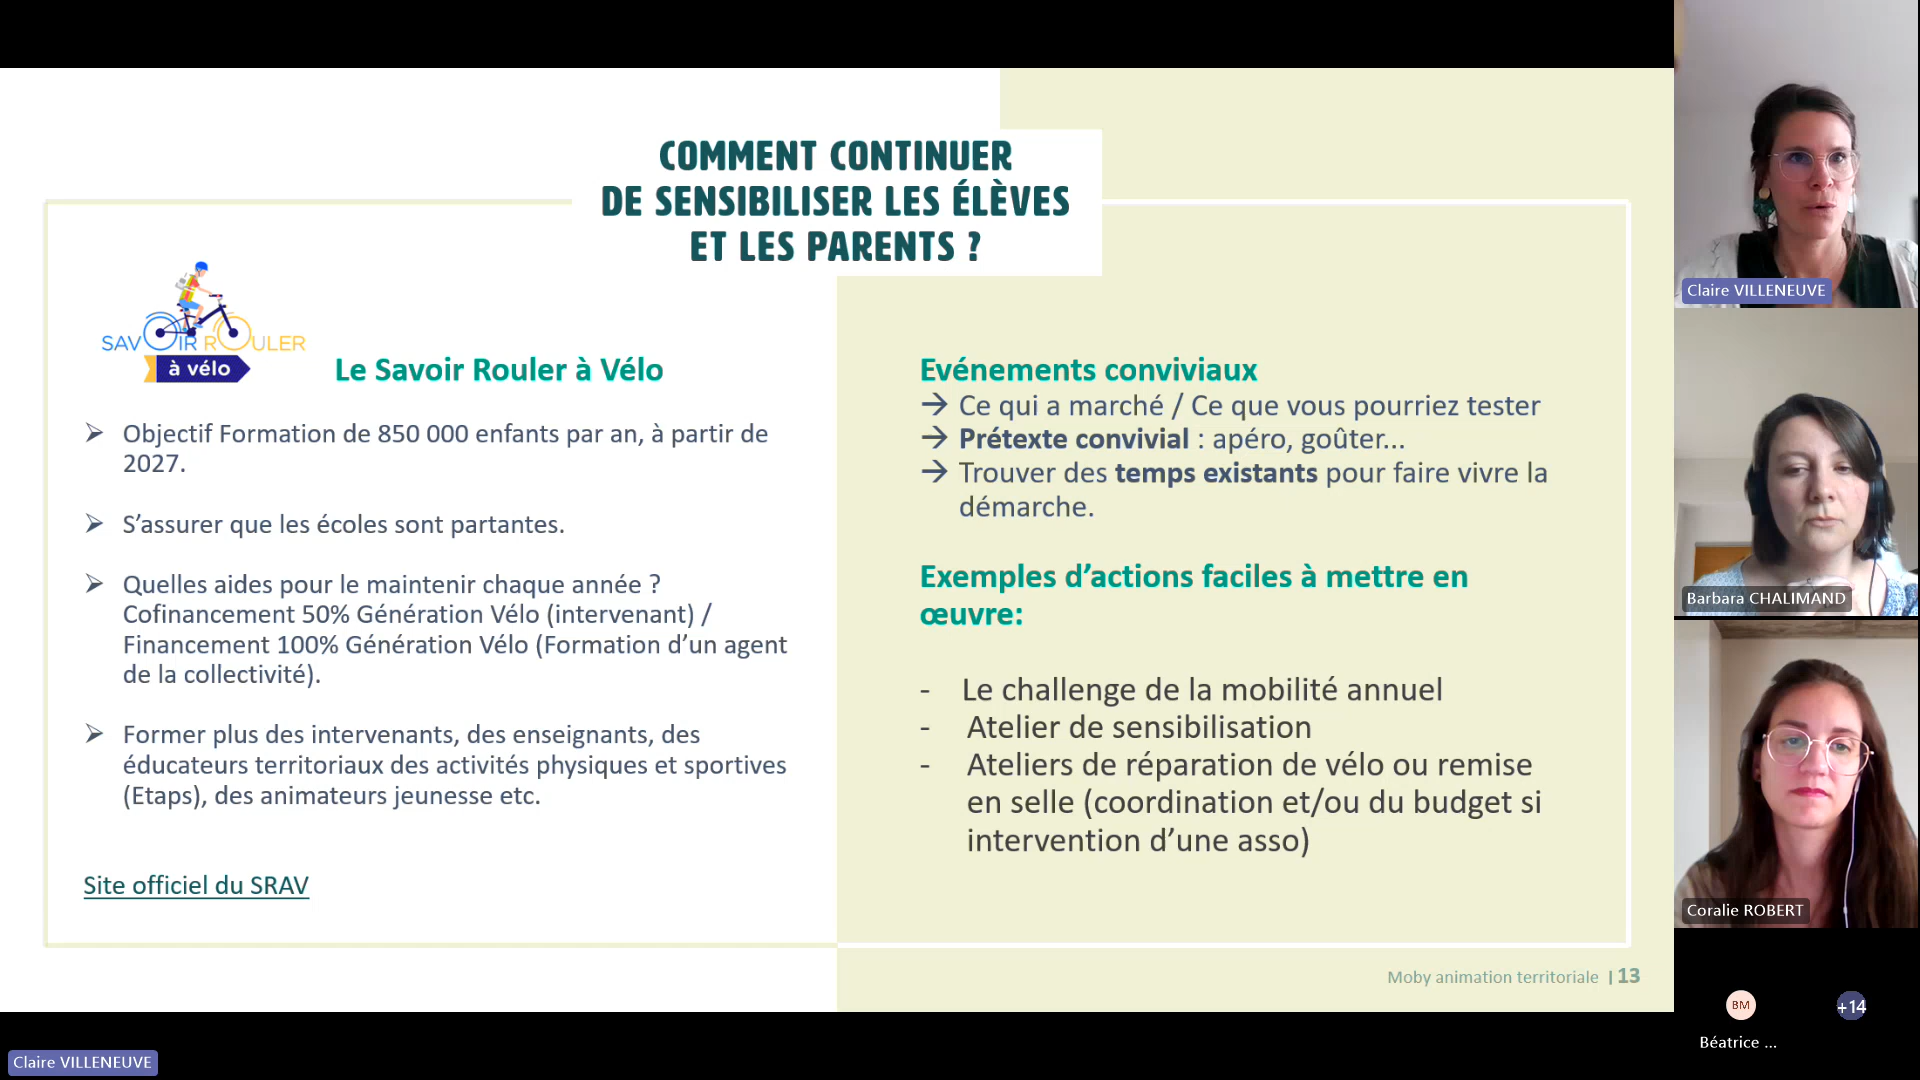 COMMENT CONTINUER
DE SENSIBILISER LES ÉLÈVES
ET LES PARENTS ?
SAVOIR ROULER
à vélo
Le Savoir Rouler à Vélo
➢ Objectif Formation de 850 000 enfants par an, à partir de
2027.
➢ S’assurer que les écoles sont partantes.
➢ Quelles aides pour le maintenir chaque année ?
Cofinancement 50% Génération Vélo (intervenant) /
Financement 100% Génération Vélo (Formation d’un agent
de la collectivité).
➢ Former plus des intervenants, des enseignants, des
éducateurs territoriaux des activités physiques et sportives
(Etaps), des animateurs jeunesse etc.
Site officiel du SRAV
Evénements conviviaux
→ Ce qui a marché / Ce que vous pourriez tester
→ Prétexte convivial : apéro, goûter...
→ Trouver des temps existants pour faire vivre la
démarche.
Exemples d’actions faciles à mettre en
œuvre:
- Le challenge de la mobilité annuel
- Atelier de sensibilisation
- Ateliers de réparation de vélo ou remise
en selle (coordination et/ou du budget si
intervention d’une asso)
Moby animation territoriale | 13
Claire VILLENEUVE
Barbara CHALIMAND
Coralie ROBERT
BM
+14
Béatrice ...
Claire VILLENEUVE